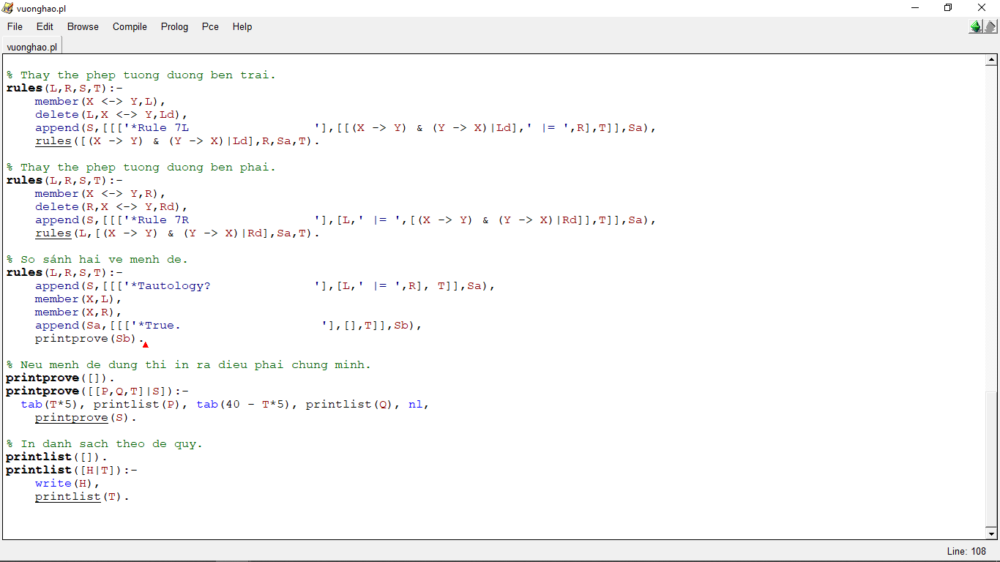 vuonghao.pl
File Edit Browse Compile Prolog Pce Help
vuonghao.pl
% Thay the phep tuong duong ben trai.
rules(L,R,S,T):-
    member(X <-> Y,L),
    delete(L,X <-> Y,Ld),
    append(S,[[['*Rule 7L                 '],[[(X -> Y) & (Y -> X)|Ld],' |= ',R],T]],Sa),
    rules([(X -> Y) & (Y -> X)|Ld],R,Sa,T).
% Thay the phep tuong duong ben phai.
rules(L,R,S,T):-
    member(X <-> Y,R),
    delete(R,X <-> Y,Rd),
    append(S,[[['*Rule 7R                 '],[L,' |= ',[(X -> Y) & (Y -> X)|Rd]],T]],Sa),
    rules(L,[(X -> Y) & (Y -> X)|Rd],Sa,T).
% So sánh hai ve menh de.
rules(L,R,S,T):-
    append(S,[[['*Tautology?              '],[L,' |= ',R], T]],Sa),
    member(X,L),
    member(X,R),
    append(Sa,[[['*True.                   '],[],T]],Sb),
    printprove(Sb).
% Neu menh de dung thi in ra dieu phai chung minh.
printprove([]).
printprove([[P,Q,T]|S]):-
  tab(T*5), printlist(P), tab(40 - T*5), printlist(Q), nl,
    printprove(S).
% In danh sach theo de quy.
printlist([]).
printlist([H|T]):-
    write(H),
    printlist(T).
Line: 108